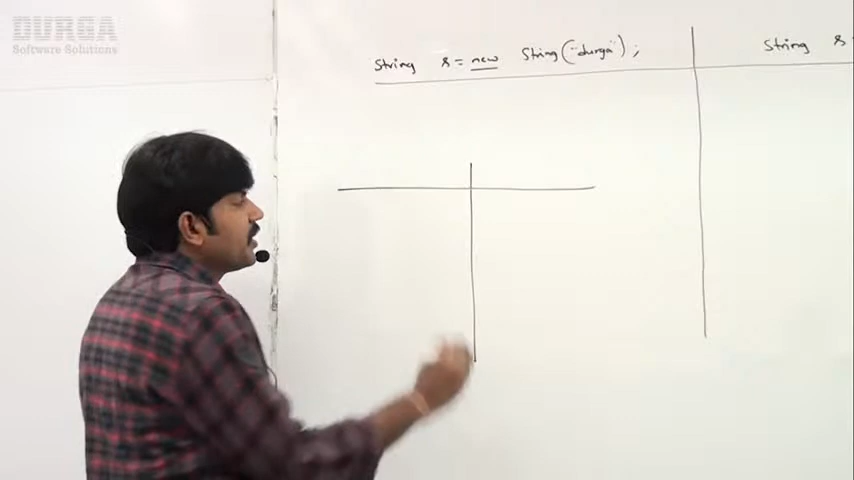 DURGA
Software Solutions
String s = new String("durga");
String s =